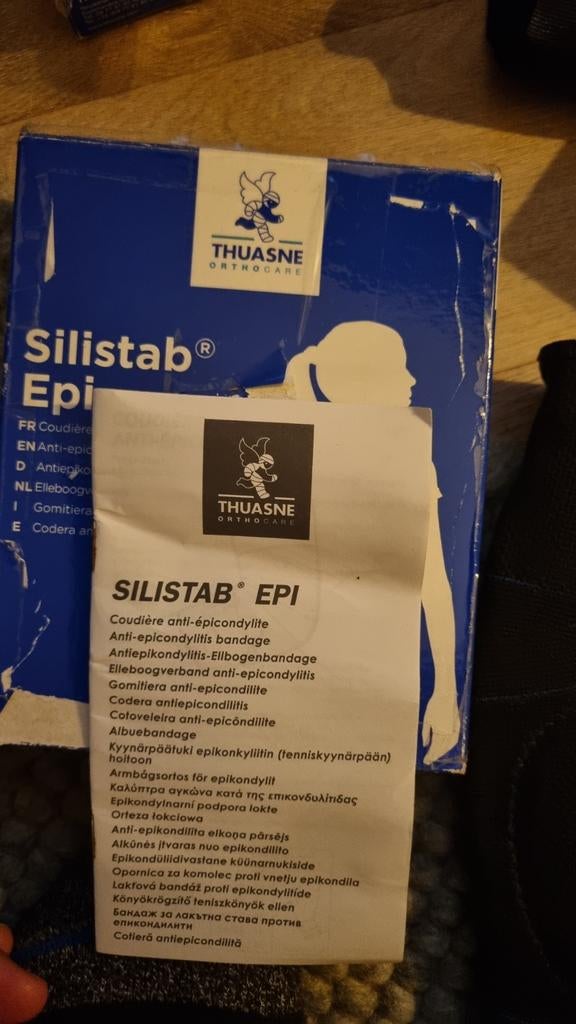 THUASNE
ORTHOCARE
Silistab®
Epi
FR Coudière
EN Anti-epic
D Antiepiko
NL Elleboogv
I Gomitiera
E Codera an
THUASNE
ORTHOCARE
SILISTAB® EPI
Coudière anti-épicondylite
Anti-epicondylitis bandage
Antiepikondylitis-Ellbogenbandage
Elleboogverband anti-epicondylitis
Gomitiera anti-epicondilite
Codera antiepicondilitis
Cotoveleira anti-epicôndilite
Albuebandage
Kyynärpäätuki epikonkyliitin (tenniskyynärpään)
hoitoon
Armbågsortos för epikondylit
Καλύπτρα αγκώνα κατά της επικονδυλίτιδας
Epikondylnarní podpora lokte
Orteza łokciowa
Anti-epikondilīta elkoņa pārsējs
Alkūnės įtvaras nuo epikondilito
Epikondüliidivastane küünarnukiside
Opornica za komolec proti vnetju epikondila
Lakťová bandáž proti epikondylitíde
Könyökrögzítő teniszkönyök ellen
Бандаж за лакътна става против
епикондилити
Cotieră antiepicondilită